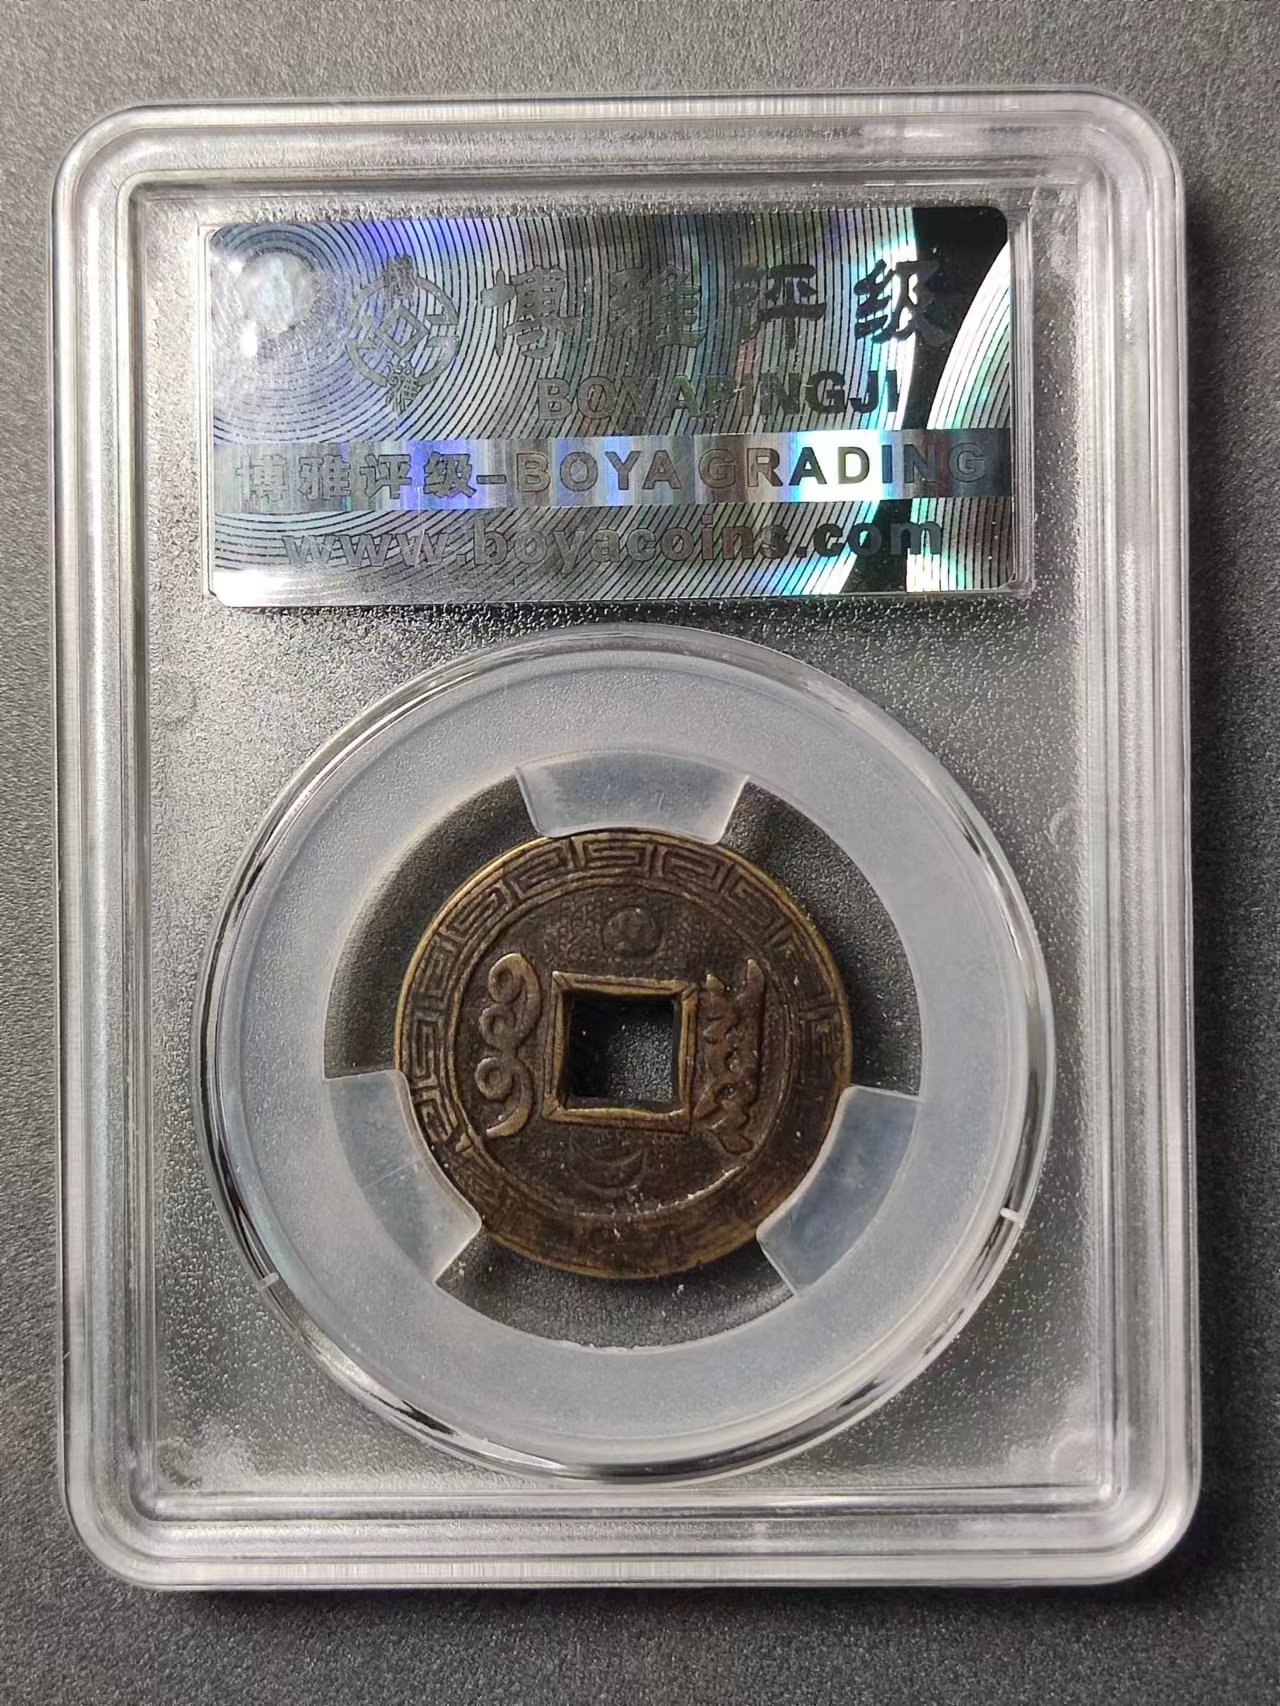 博雅评级
BOYAPINGJI
博雅评级-BOYA GRADING
www.boyacoins.com